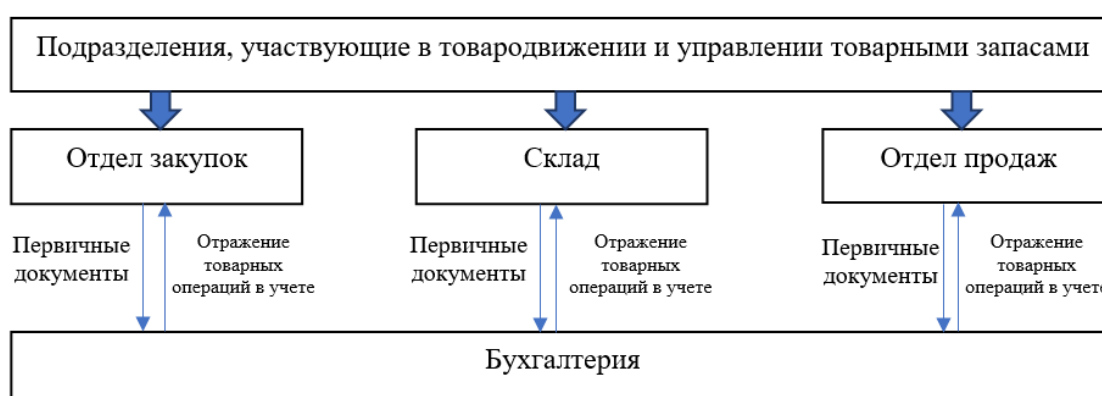 Подразделения, участвующие в товародвижении и управлении товарными запасами
Отдел закупок
Склад
Отдел продаж
Первичные
документы
Отражение
товарных
операций в учете
Первичные
документы
Отражение
товарных
операций в учете
Первичные
документы
Отражение
товарных
операций в учете
Бухгалтерия